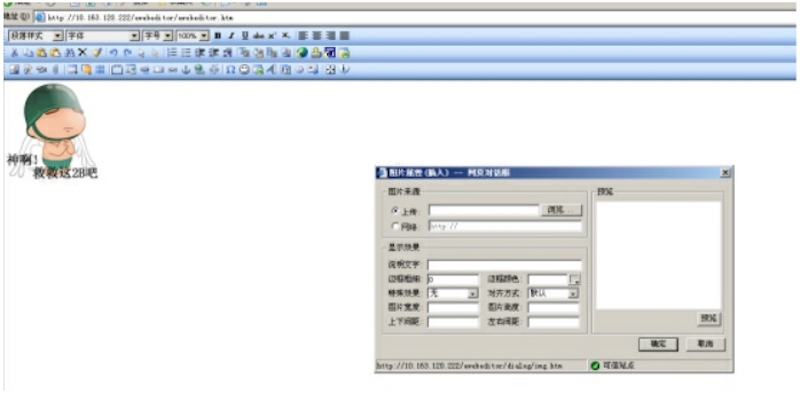 地址(D) http://10.163.120.222/ewebeditor/ewebeditor.htm
段落样式 字体 字号 100% B I U abc x² x.
神啊！
救救这2B吧
图片属性(插入) -- 网页对话框
图片来源
上传:
浏览...
网络: http://
显示效果
说明文字:
边框粗细: 0 边框颜色:
特殊效果: 无 对齐方式: 默认
图片宽度: 图片高度:
上下间距: 左右间距:
预览
预览
确定 取消
http://10.163.120.222/ewebeditor/dialog/img.htm 可信站点